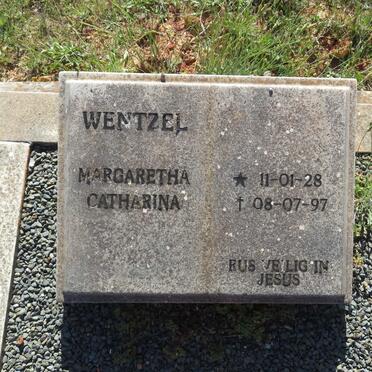 WENTZEL
MARGARETHA
CATHARINA
★ 11-01-28
† 08-07-97
RUS VEILIG IN
JESUS